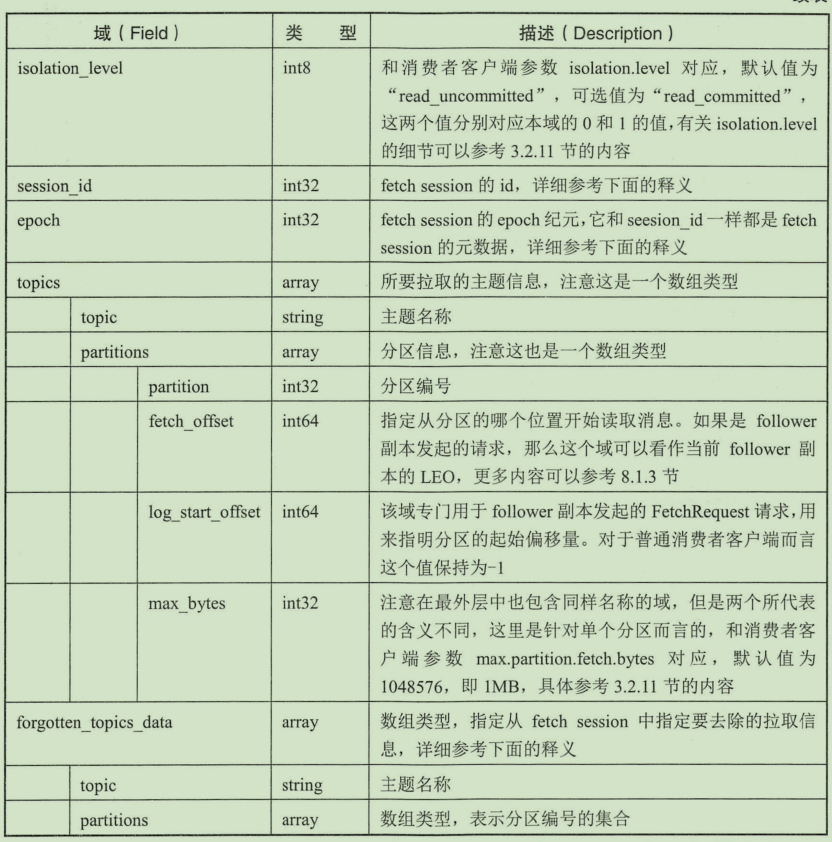 域（Field） 类 型 描述（Description）
isolation_level int8 和消费者客户端参数 isolation.level 对应，默认值为
“read_uncommitted”，可选值为“read_committed”，
这两个值分别对应本域的 0 和 1 的值，有关 isolation.level
的细节可以参考 3.2.11 节的内容
session_id int32 fetch session 的 id，详细参考下面的释义
epoch int32 fetch session 的 epoch 纪元，它和 seesion_id 一样都是 fetch
session 的元数据，详细参考下面的释义
topics array 所要拉取的主题信息，注意这是一个数组类型
topic string 主题名称
partitions array 分区信息，注意这也是一个数组类型
partition int32 分区编号
fetch_offset int64 指定从分区的哪个位置开始读取消息。如果是 follower
副本发起的请求，那么这个域可以看作当前 follower 副
本的 LEO，更多内容可以参考 8.1.3 节
log_start_offset int64 该域专门用于 follower 副本发起的 FetchRequest 请求，用
来指明分区的起始偏移量。对于普通消费者客户端而言
这个值保持为-1
max_bytes int32 注意在最外层中也包含同样名称的域，但是两个所代表
的含义不同，这里是针对单个分区而言的，和消费者客
户端参数 max.partition.fetch.bytes 对应，默认值为
1048576，即 1MB，具体参考 3.2.11 节的内容
forgotten_topics_data array 数组类型，指定从 fetch session 中指定要去除的拉取信
息，详细参考下面的释义
topic string 主题名称
partitions array 数组类型，表示分区编号的集合